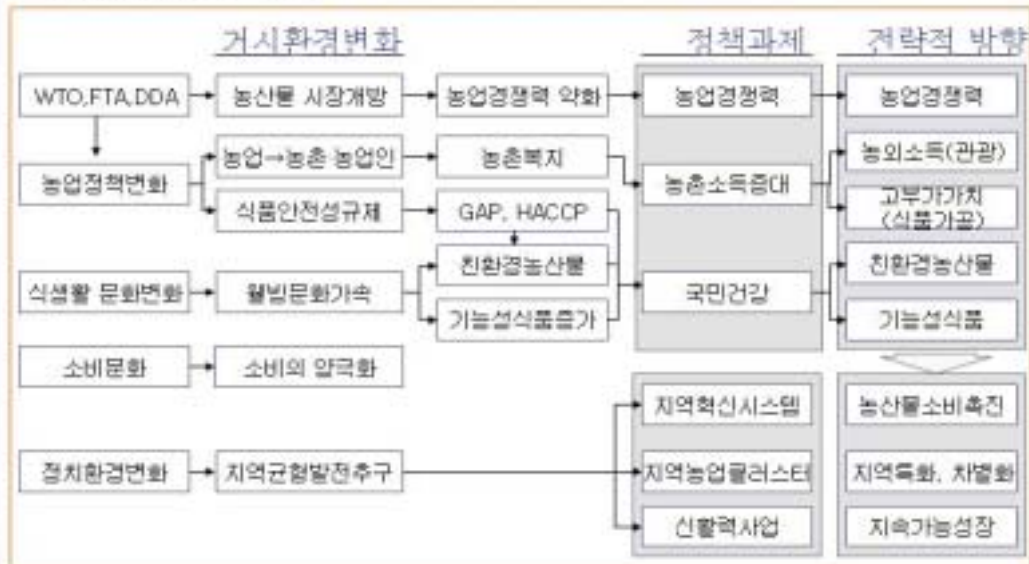 거시환경변화 정책과제 전략적 방향
WTO,FTA,DDA 농산물 시장개방 농업경쟁력 약화 농업경쟁력 농업경쟁력
농업정책변화 농업→농촌 농업인 농촌복지 농촌소득증대 농외소득(관광)
식품안전성규제 GAP, HACCP 고부가가치
(식품가공)
친환경농산물 친환경농산물
식생활 문화변화 웰빙문화가속 국민건강
기능성식품증가 기능성식품
소비문화 소비의 양극화
지역혁신시스템 농산물소비촉진
정치환경변화 지역균형발전추구 지역농업클러스터 지역특화, 차별화
신활력사업 지속가능성장